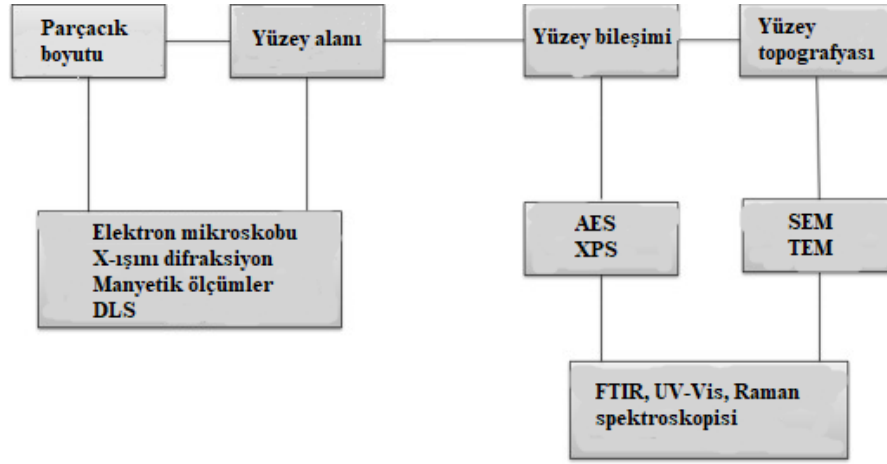 Parçacık
boyutu
Yüzey alanı
Yüzey bileşimi
Yüzey
topografyası
Elektron mikroskobu
X-ışını difraksiyon
Manyetik ölçümler
DLS
AES
XPS
SEM
TEM
FTIR, UV-Vis, Raman
spektroskopisi